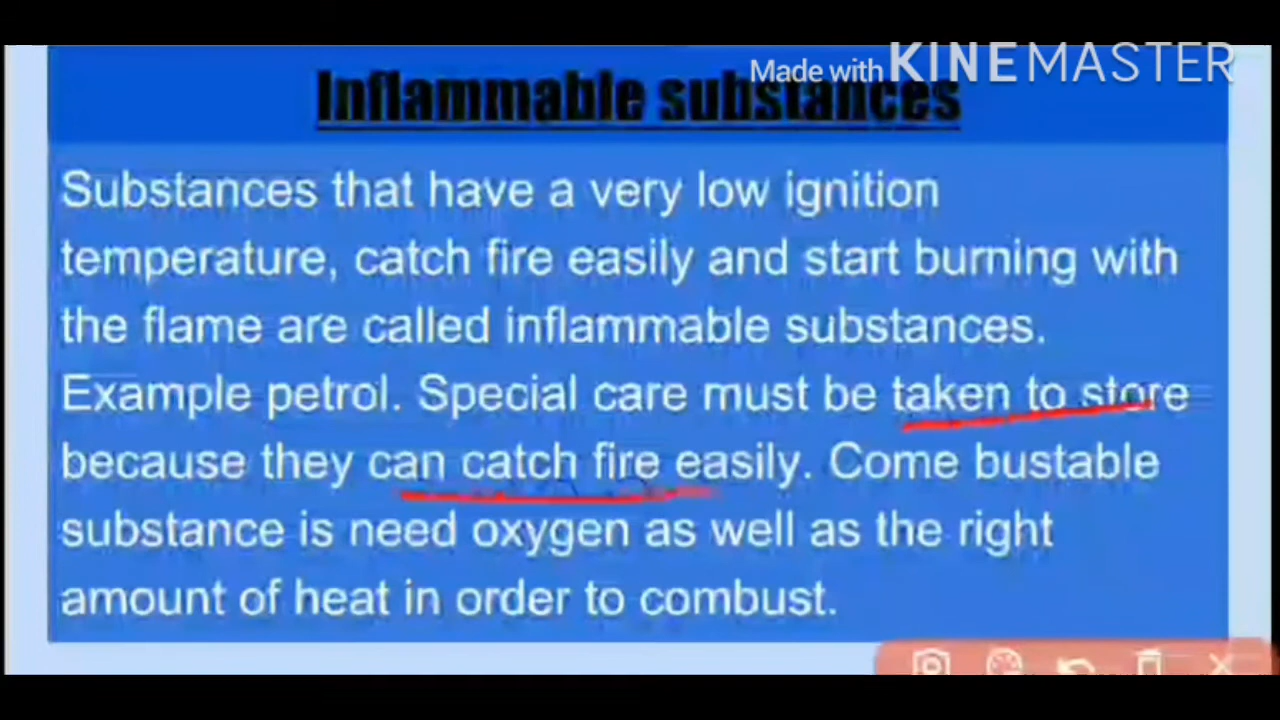 Made with KINEMASTER
Inflammable substances
Substances that have a very low ignition
temperature, catch fire easily and start burning with
the flame are called inflammable substances.
Example petrol. Special care must be taken to store
because they can catch fire easily. Come bustable
substance is need oxygen as well as the right
amount of heat in order to combust.